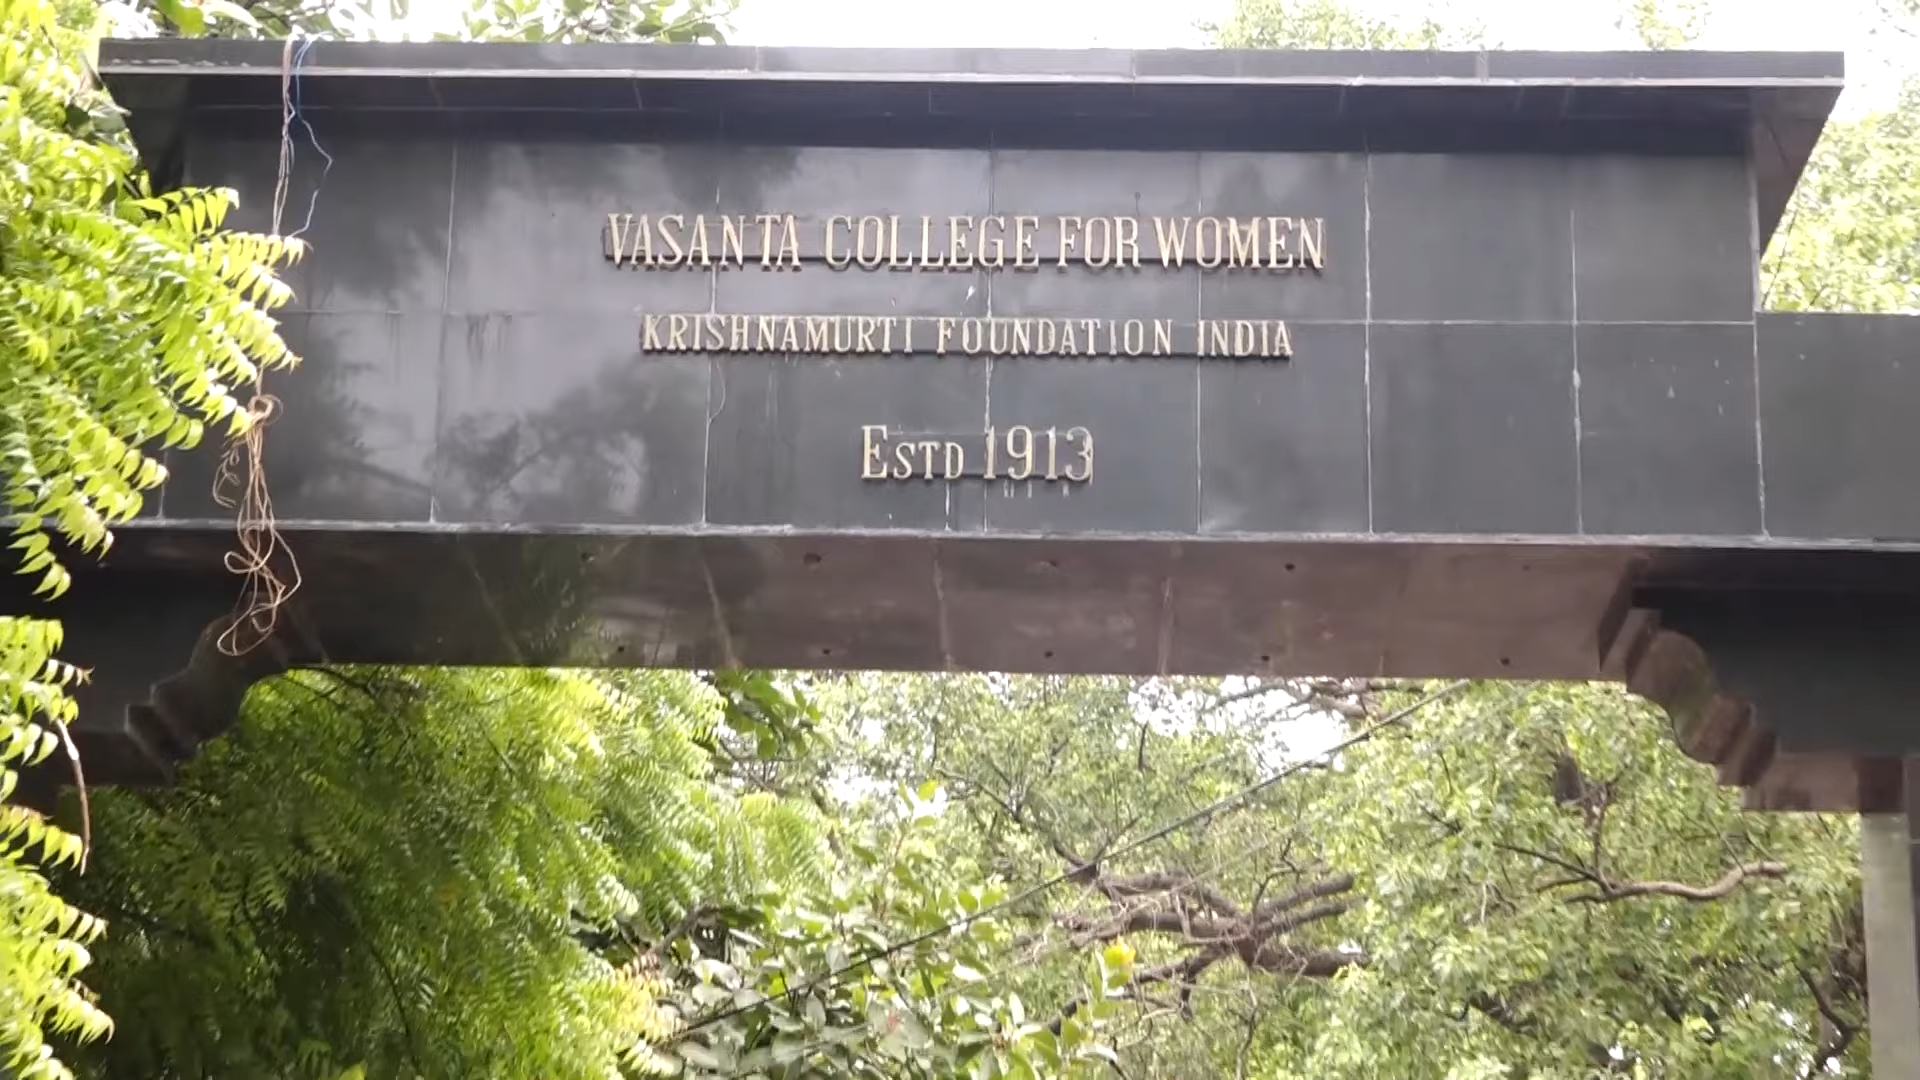 VASANTA COLLEGE FOR WOMEN
KRISHNAMURTI FOUNDATION INDIA
ESTD 1913